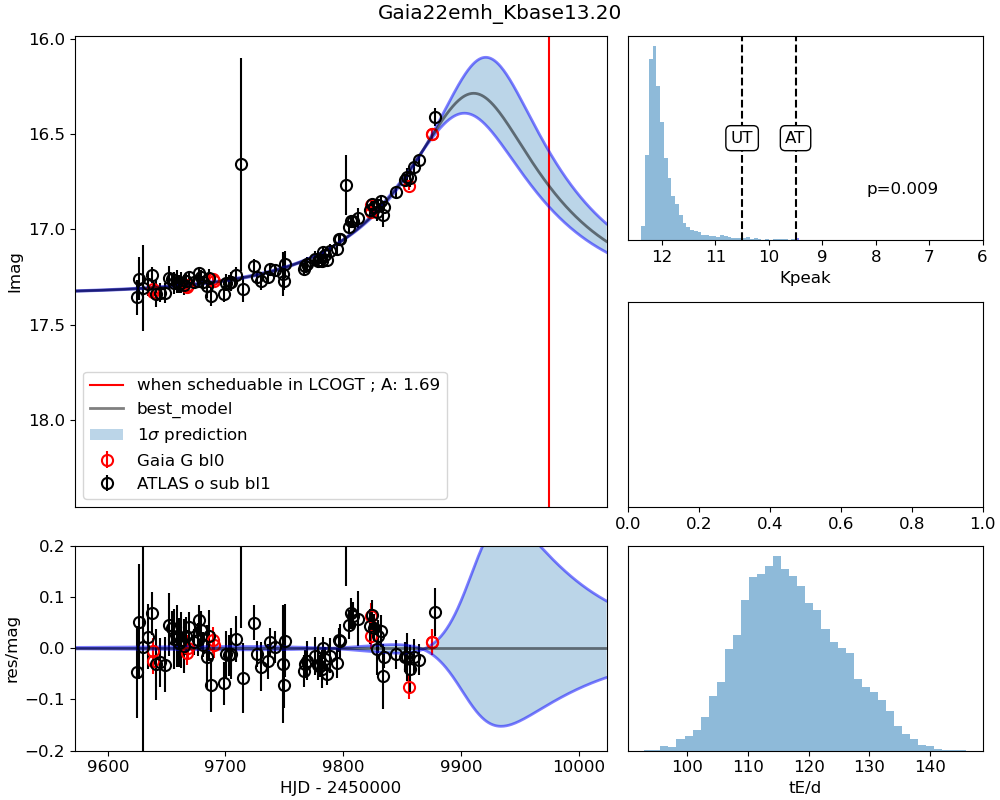 Gaia22emh_Kbase13.20
16.0
16.5
17.0
17.5
18.0
Imag
when scheduable in LCOGT ; A: 1.69
best_model
1σ prediction
Gaia G bl0
ATLAS o sub bl1
UT
AT
p=0.009
12 11 10 9 8 7 6
Kpeak
0.0 0.2 0.4 0.6 0.8 1.0
0.2
0.1
0.0
−0.1
−0.2
res/mag
9600 9700 9800 9900 10000
HJD - 2450000
100 110 120 130 140
tE/d